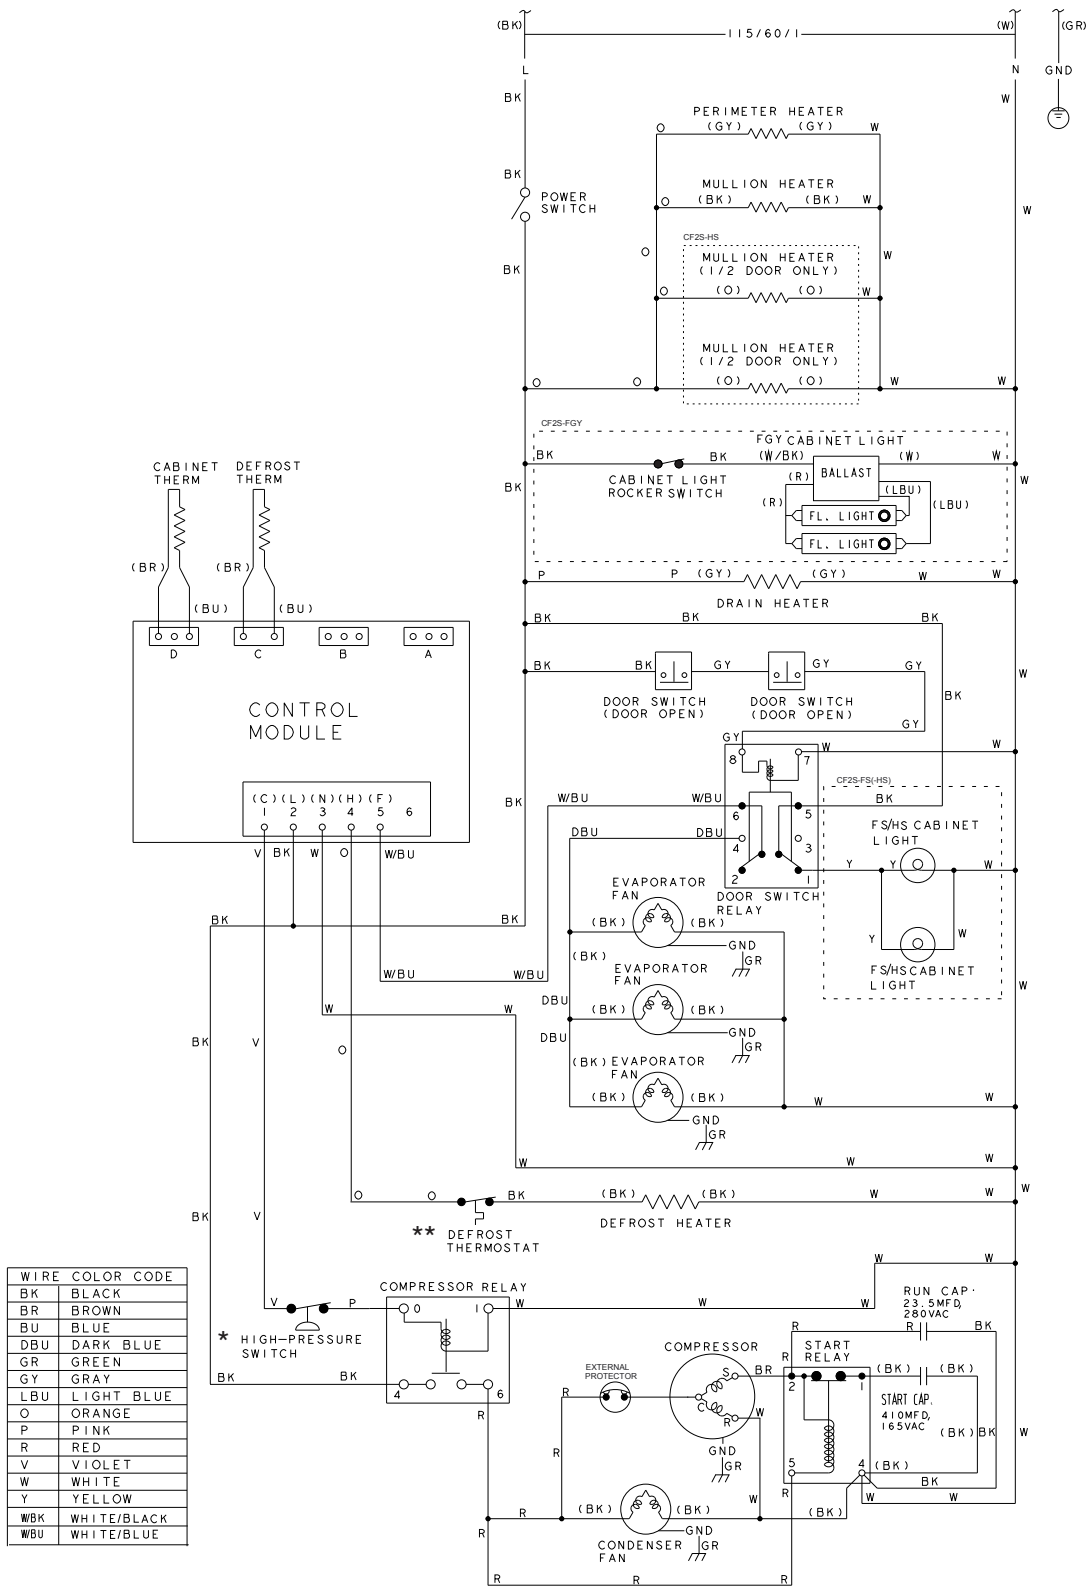 (BK)
115/60/1
(W)
(GR)
L
N
GND
BK
W
W
BK
POWER
SWITCH
BK
PERIMETER HEATER
O
(GY)
(GY)
W
MULLION HEATER
O
(BK)
(BK)
W
CF2S-HS
O
W
MULLION HEATER
(1/2 DOOR ONLY)
O
(O)
(O)
W
MULLION HEATER
(1/2 DOOR ONLY)
O
O
(O)
(O)
W
W
CF2S-FGY
FGY CABINET LIGHT
BK
BK
(W/BK)
(W)
W
CABINET LIGHT
ROCKER SWITCH
BALLAST
(R)
(LBU)
(R)
(LBU)
FL. LIGHT
FL. LIGHT
BK
W
P
P
(GY)
(GY)
W
W
DRAIN HEATER
CABINET
THERM
DEFROST
THERM
(BR)
(BR)
(BU)
(BU)
D
C
B
A
CONTROL
MODULE
(C)
(L)
(N)
(H)
(F)
1
2
3
4
5
6
V
BK
W
O
W/BU
BK
BK
BK
BK
BK
GY
GY
GY
DOOR SWITCH
(DOOR OPEN)
DOOR SWITCH
(DOOR OPEN)
BK
W
GY
GY
8
7
W
W
CF2S-FS(-HS)
BK
W/BU
W/BU
6
5
BK
DBU
DBU
4
3
2
1
DOOR SWITCH
RELAY
FS/HS CABINET
LIGHT
Y
Y
W
Y
W
FS/HS CABINET
LIGHT
EVAPORATOR
FAN
(BK)
(BK)
GND
GR
(BK)
BK
BK
W/BU
W/BU
EVAPORATOR
FAN
DBU
(BK)
(BK)
GND
GR
DBU
W
W
W
BK
V
O
(BK)
EVAPORATOR
FAN
(BK)
(BK)
W
W
GND
GR
W
W
W
O
O
BK
(BK)
(BK)
W
W
W
** DEFROST
THERMOSTAT
DEFROST HEATER
BK
V
W
W
COMPRESSOR RELAY
V
P
0
1
W
W
W
* HIGH-PRESSURE
SWITCH
BK
BK
4
6
R
EXTERNAL
PROTECTOR
COMPRESSOR
R
S
C
R
BR
W
GND
GR
R
W
START
RELAY
R
R
2
1
5
4
RUN CAP.
23.5MFD,
280VAC
R
BK
(BK)
(BK)
START CAP.
410MFD,
165VAC
(BK)
BK
W
(BK)
BK
R
W
W
R
(BK)
(BK)
(BK)
GND
GR
CONDENSER
FAN
R
R
R
R
WIRE COLOR CODE
BK BLACK
BR BROWN
BU BLUE
DBU DARK BLUE
GR GREEN
GY GRAY
LBU LIGHT BLUE
O ORANGE
P PINK
R RED
V VIOLET
W WHITE
Y YELLOW
WBK WHITE/BLACK
WBU WHITE/BLUE